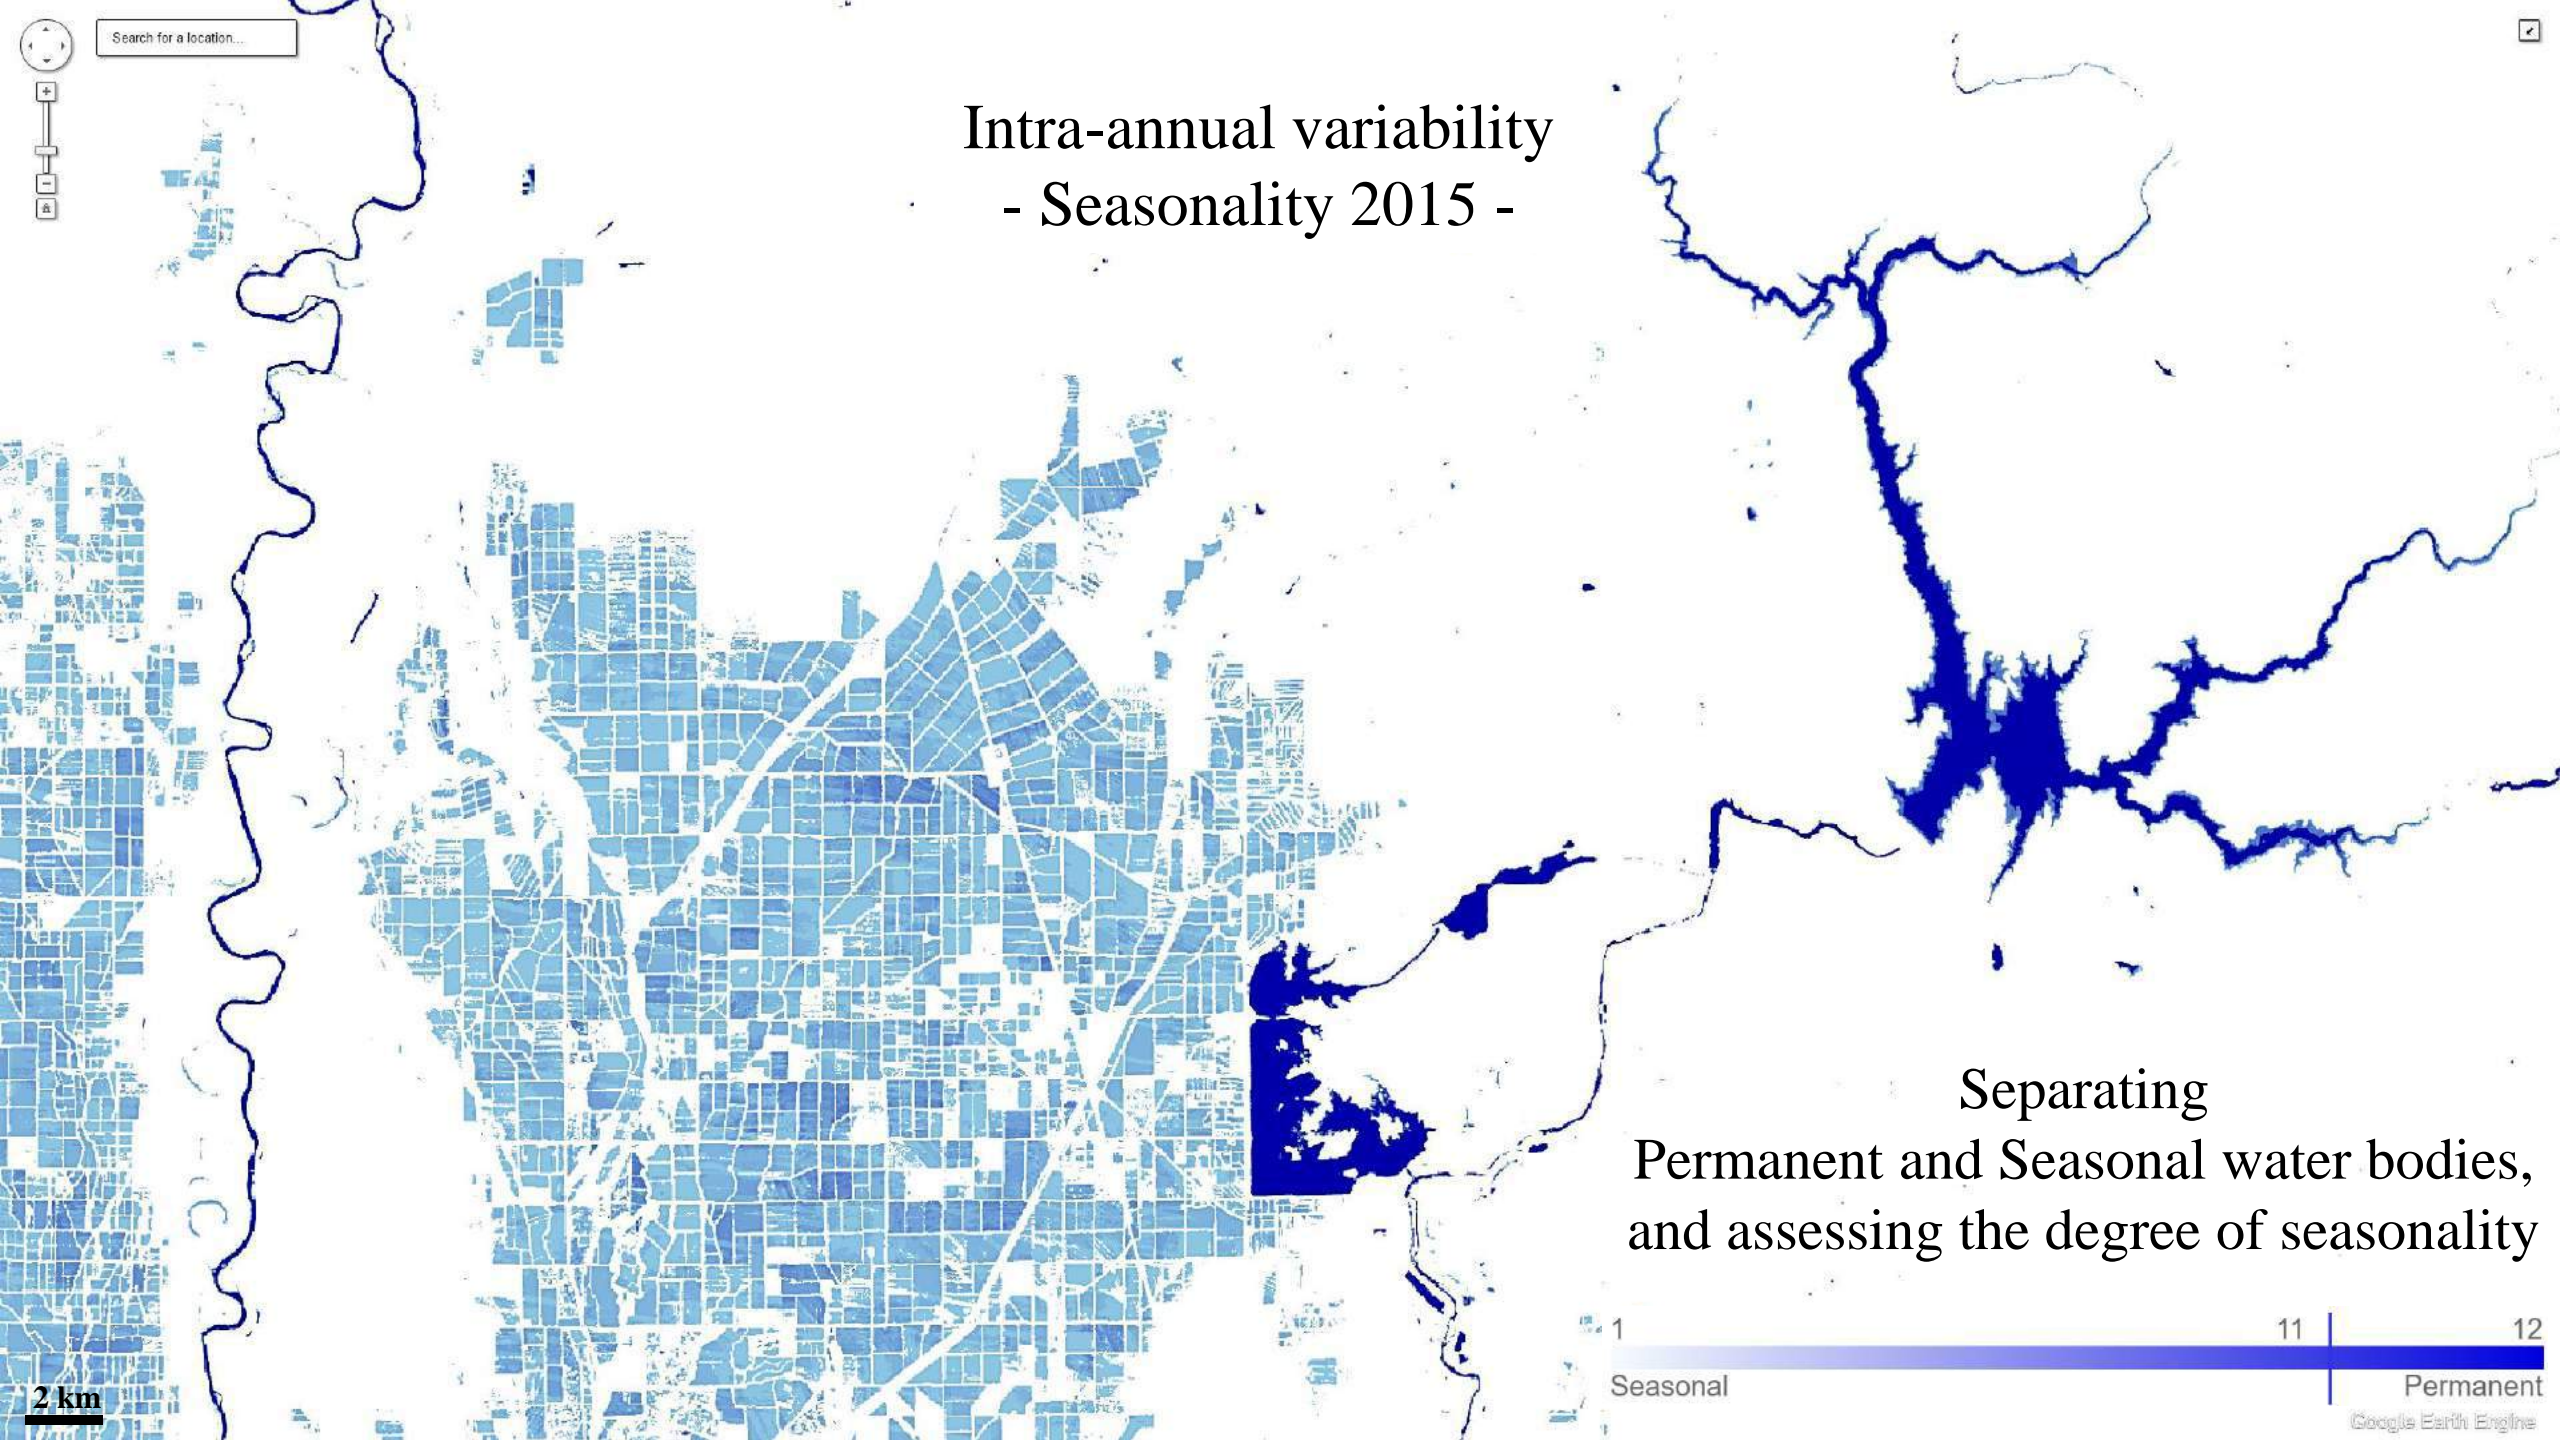 Search for a location...
Intra-annual variability
- Seasonality 2015 -
Separating
Permanent and Seasonal water bodies,
and assessing the degree of seasonality
1 11 12
Seasonal Permanent
2 km
Google Earth Engine